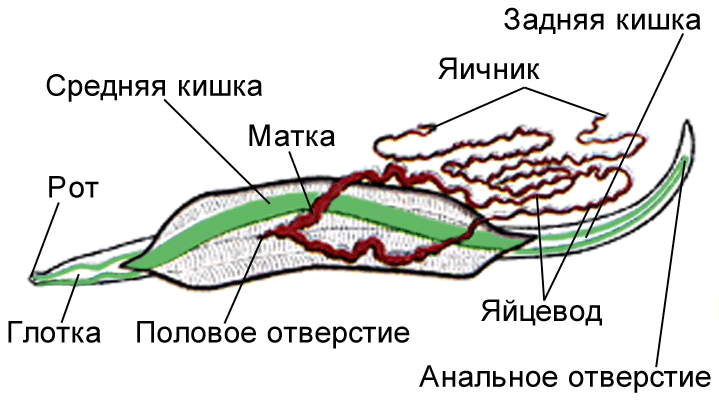 Задняя кишка
Яичник
Средняя кишка
Матка
Рот
Глотка
Половое отверстие
Яйцевод
Анальное отверстие